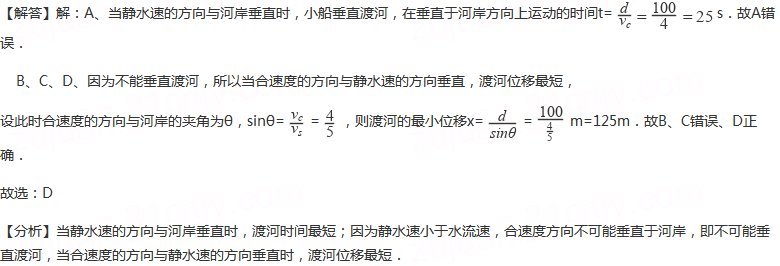 【解答】解：A、当静水速的方向与河岸垂直时，小船垂直渡河，在垂直于河岸方向上运动的时间t= d/v_c = 100/4 = 25 s．故A错
误．
B、C、D、因为不能垂直渡河，所以当合速度的方向与静水速的方向垂直，渡河位移最短，
设此时合速度的方向与河岸的夹角为θ，sinθ= v_c/v_s = 4/5 ，则渡河的最小位移x= d/sinθ = 100/(4/5) m=125m．故B、C错误、D正
确．
故选：D
【分析】当静水速的方向与河岸垂直时，渡河时间最短；因为静水速小于水流速，合速度方向不可能垂直于河岸，即不可能垂
直渡河，当合速度的方向与静水速的方向垂直时，渡河位移最短．